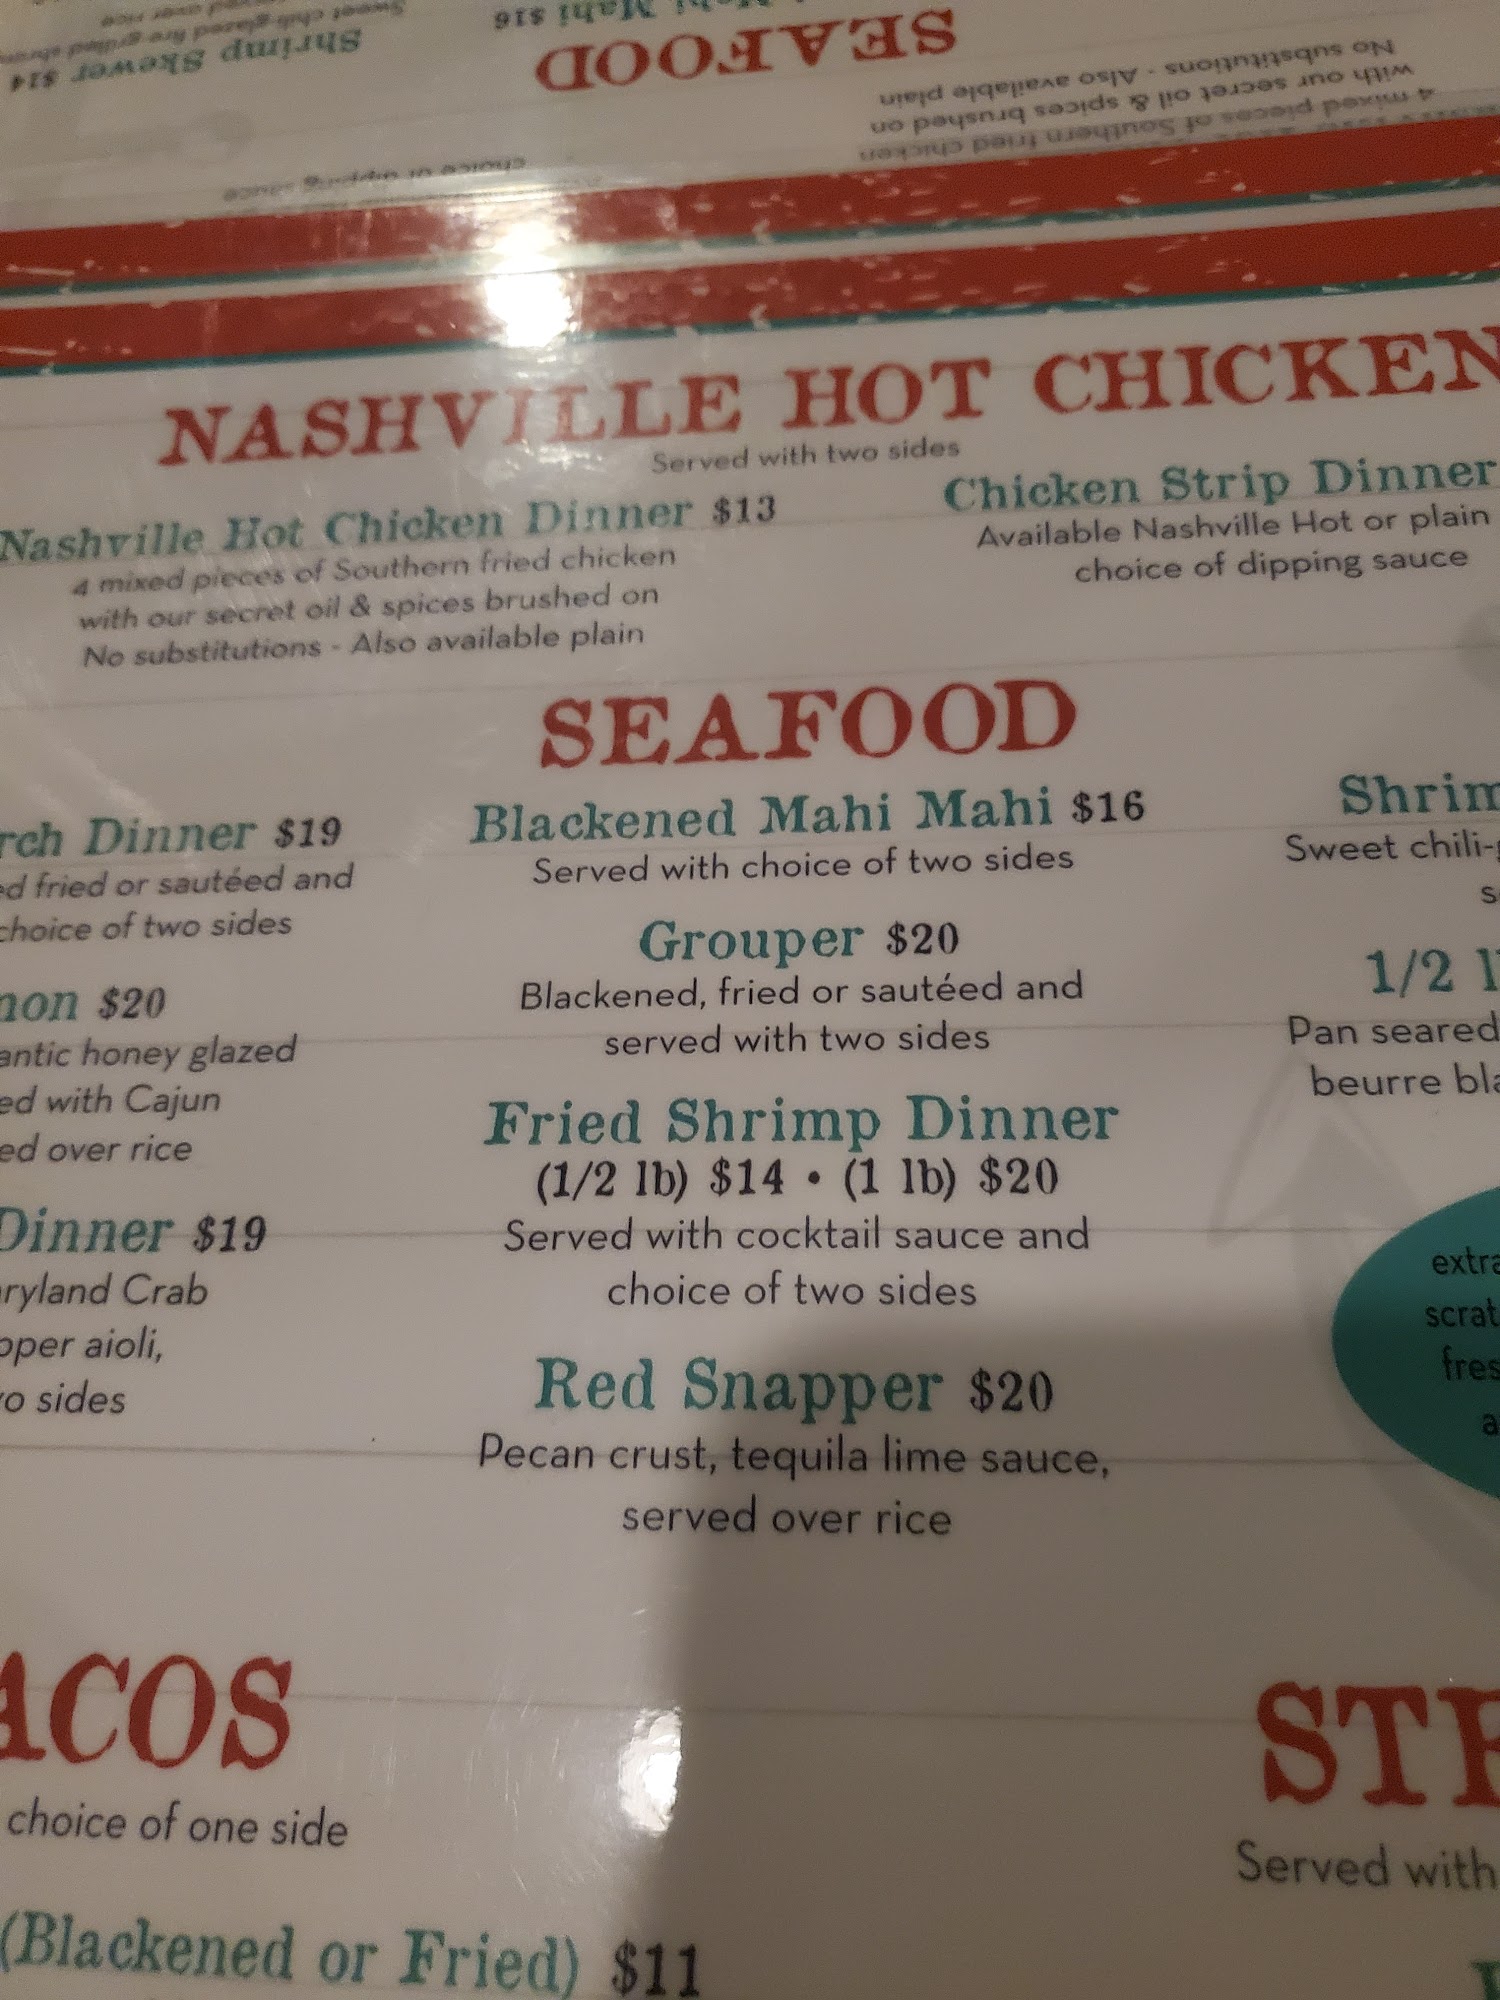 Shrimp Skewer $14
Mahi $16
SEAFOOD
4 mixed pieces of Southern fried chicken
with our secret oil & spices brushed on
No substitutions - Also available plain
choice of dipping sauce
NASHVILLE HOT CHICKEN
Served with two sides
Nashville Hot Chicken Dinner $13
4 mixed pieces of Southern fried chicken
with our secret oil & spices brushed on
No substitutions - Also available plain
Chicken Strip Dinner
Available Nashville Hot or plain
choice of dipping sauce
SEAFOOD
rch Dinner $19
ed fried or sautéed and
choice of two sides
non $20
antic honey glazed
ed with Cajun
ed over rice
Dinner $19
ryland Crab
pper aioli,
o sides
Blackened Mahi Mahi $16
Served with choice of two sides
Grouper $20
Blackened, fried or sautéed and
served with two sides
Fried Shrimp Dinner
(1/2 lb) $14 • (1 lb) $20
Served with cocktail sauce and
choice of two sides
Red Snapper $20
Pecan crust, tequila lime sauce,
served over rice
Shrim
Sweet chili-
s
1/2 l
Pan seared
beurre bla
extra
scrat
fres
a
ACOS
choice of one side
(Blackened or Fried) $11
ST
Served with